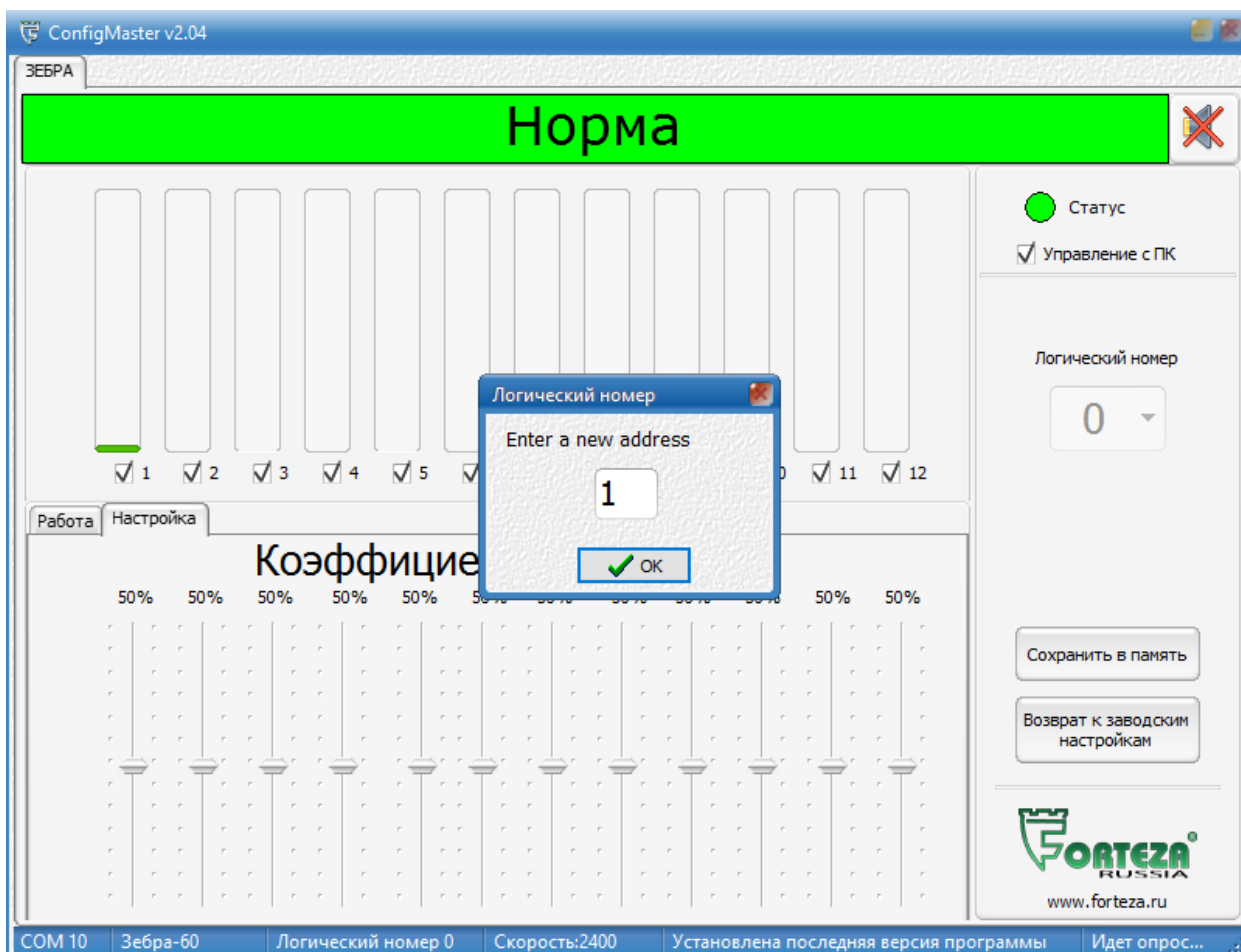 ConfigMaster v2.04
ЗЕБРА
Норма
Статус
Управление с ПК
Логический номер
0
Логический номер
Enter a new address
1
OK
1 2 3 4 5 11 12
Работа Настройка
50% 50% 50% 50% 50% 50% 50%
Сохранить в память
Возврат к заводским
настройкам
FORTEZA®
RUSSIA
www.forteza.ru
COM 10 Зебра-60 Логический номер 0 Скорость:2400 Установлена последняя версия программы Идет опрос...